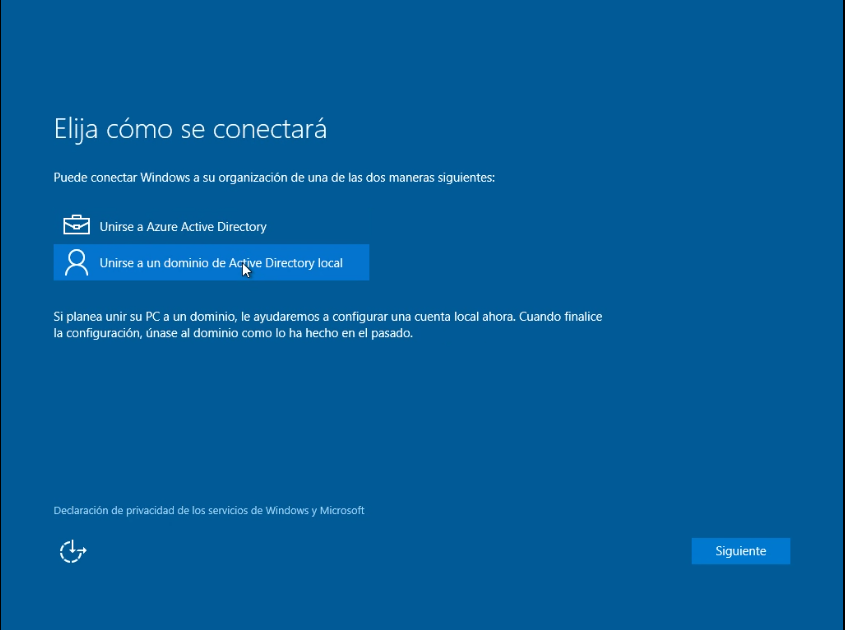 Elija cómo se conectará
Puede conectar Windows a su organización de una de las dos maneras siguientes:
Unirse a Azure Active Directory
Unirse a un dominio de Active Directory local
Si planea unir su PC a un dominio, le ayudaremos a configurar una cuenta local ahora. Cuando finalice
la configuración, únase al dominio como lo ha hecho en el pasado.
Declaración de privacidad de los servicios de Windows y Microsoft
Siguiente